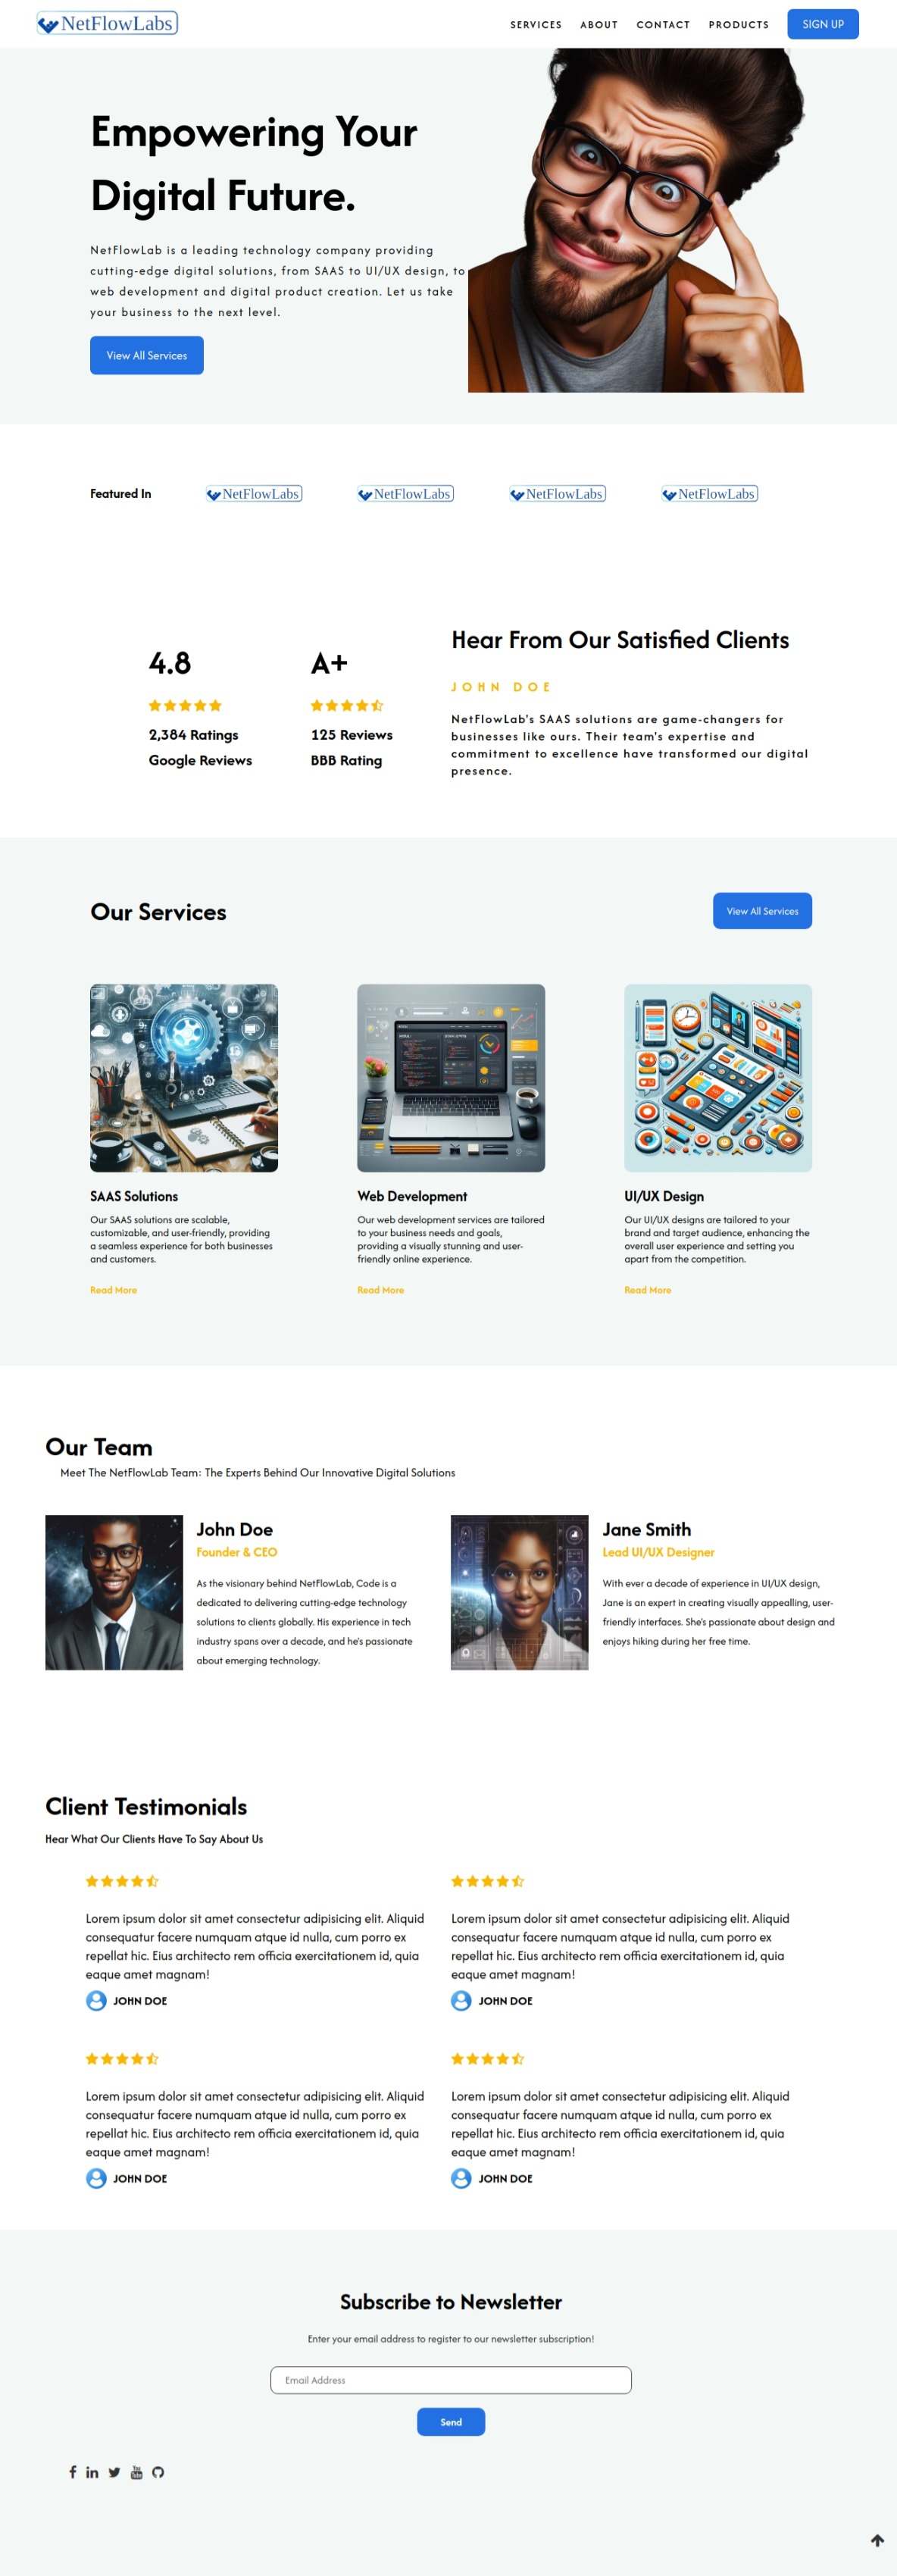 NetFlowLabs
SERVICES ABOUT CONTACT PRODUCTS SIGN UP
Empowering Your
Digital Future.
NetFlowLab is a leading technology company providing
cutting-edge digital solutions, from SAAS to UI/UX design, to
web development and digital product creation. Let us take
your business to the next level.
View All Services
Featured In NetFlowLabs NetFlowLabs NetFlowLabs NetFlowLabs
4.8
2,384 Ratings
Google Reviews
A+
125 Reviews
BBB Rating
Hear From Our Satisfied Clients
JOHN DOE
NetFlowLab's SAAS solutions are game-changers for
businesses like ours. Their team's expertise and
commitment to excellence have transformed our digital
presence.
Our Services
View All Services
SAAS Solutions
Our SAAS solutions are scalable,
customizable, and user-friendly, providing
a seamless experience for both businesses
and customers.
Read More
Web Development
Our web development services are tailored
to your business needs and goals,
providing a visually stunning and user-
friendly online experience.
Read More
UI/UX Design
Our UI/UX designs are tailored to your
brand and target audience, enhancing the
overall user experience and setting you
apart from the competition.
Read More
Our Team
Meet The NetFlowLab Team: The Experts Behind Our Innovative Digital Solutions
John Doe
Founder & CEO
As the visionary behind NetFlowLab, Code is a
dedicated to delivering cutting-edge technology
solutions to clients globally. His experience in tech
industry spans over a decade, and he's passionate
about emerging technology.
Jane Smith
Lead UI/UX Designer
With ever a decade of experience in UI/UX design,
Jane is an expert in creating visually appealling, user-
friendly interfaces. She's passionate about design and
enjoys hiking during her free time.
Client Testimonials
Hear What Our Clients Have To Say About Us
Lorem ipsum dolor sit amet consectetur adipisicing elit. Aliquid
consequatur facere numquam atque id nulla, cum porro ex
repellat hic. Eius architecto rem officia exercitationem id, quia
eaque amet magnam!
JOHN DOE
Lorem ipsum dolor sit amet consectetur adipisicing elit. Aliquid
consequatur facere numquam atque id nulla, cum porro ex
repellat hic. Eius architecto rem officia exercitationem id, quia
eaque amet magnam!
JOHN DOE
Lorem ipsum dolor sit amet consectetur adipisicing elit. Aliquid
consequatur facere numquam atque id nulla, cum porro ex
repellat hic. Eius architecto rem officia exercitationem id, quia
eaque amet magnam!
JOHN DOE
Lorem ipsum dolor sit amet consectetur adipisicing elit. Aliquid
consequatur facere numquam atque id nulla, cum porro ex
repellat hic. Eius architecto rem officia exercitationem id, quia
eaque amet magnam!
JOHN DOE
Subscribe to Newsletter
Enter your email address to register to our newsletter subscription!
Email Address
Send